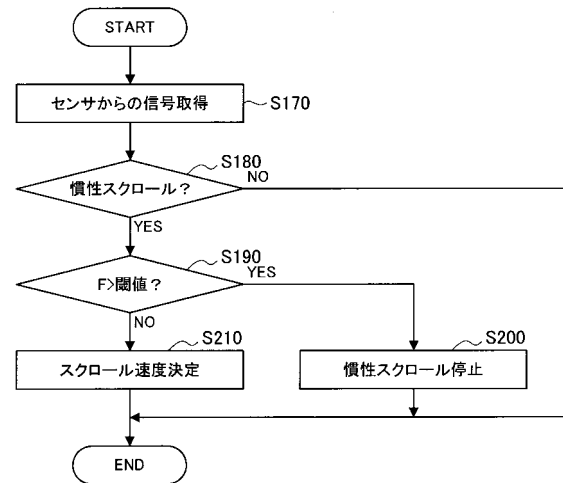 START
センサからの信号取得
S170
S180
慣性スクロール？
NO
YES
S190
F>閾値？
YES
NO
S210
スクロール速度決定
S200
慣性スクロール停止
END